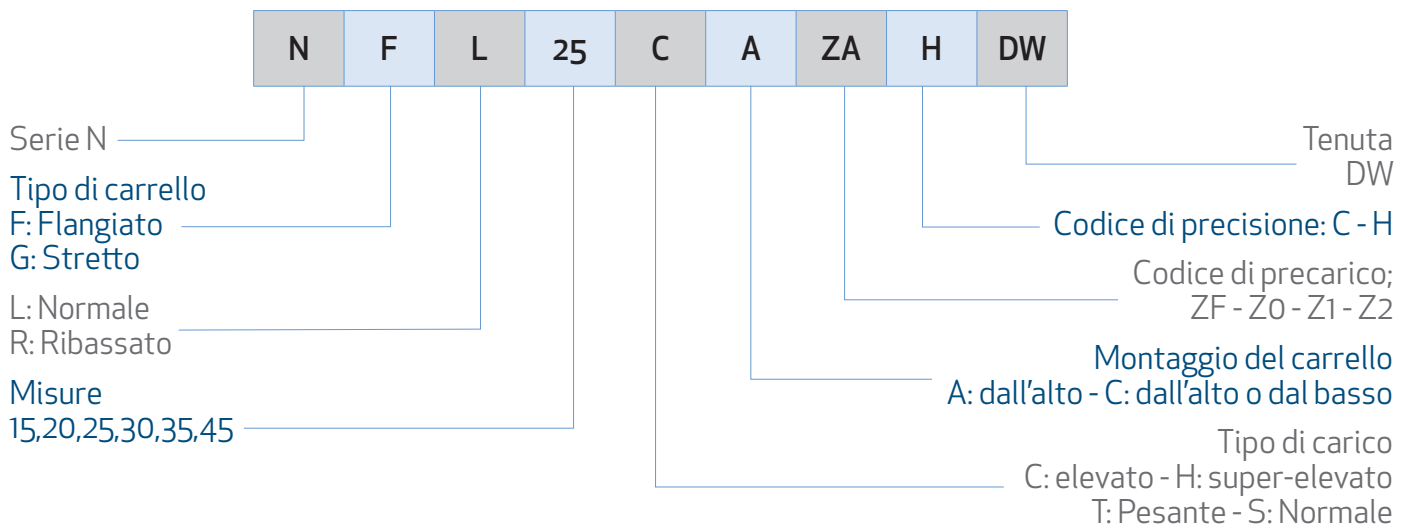 N F L 25 C A ZA H DW
Serie N
Tipo di carrello
F: Flangiato
G: Stretto
L: Normale
R: Ribassato
Misure
15,20,25,30,35,45
Tenuta
DW
Codice di precisione: C - H
Codice di precarico;
ZF - Z0 - Z1 - Z2
Montaggio del carrello
A: dall'alto - C: dall'alto o dal basso
Tipo di carico
C: elevato - H: super-elevato
T: Pesante - S: Normale